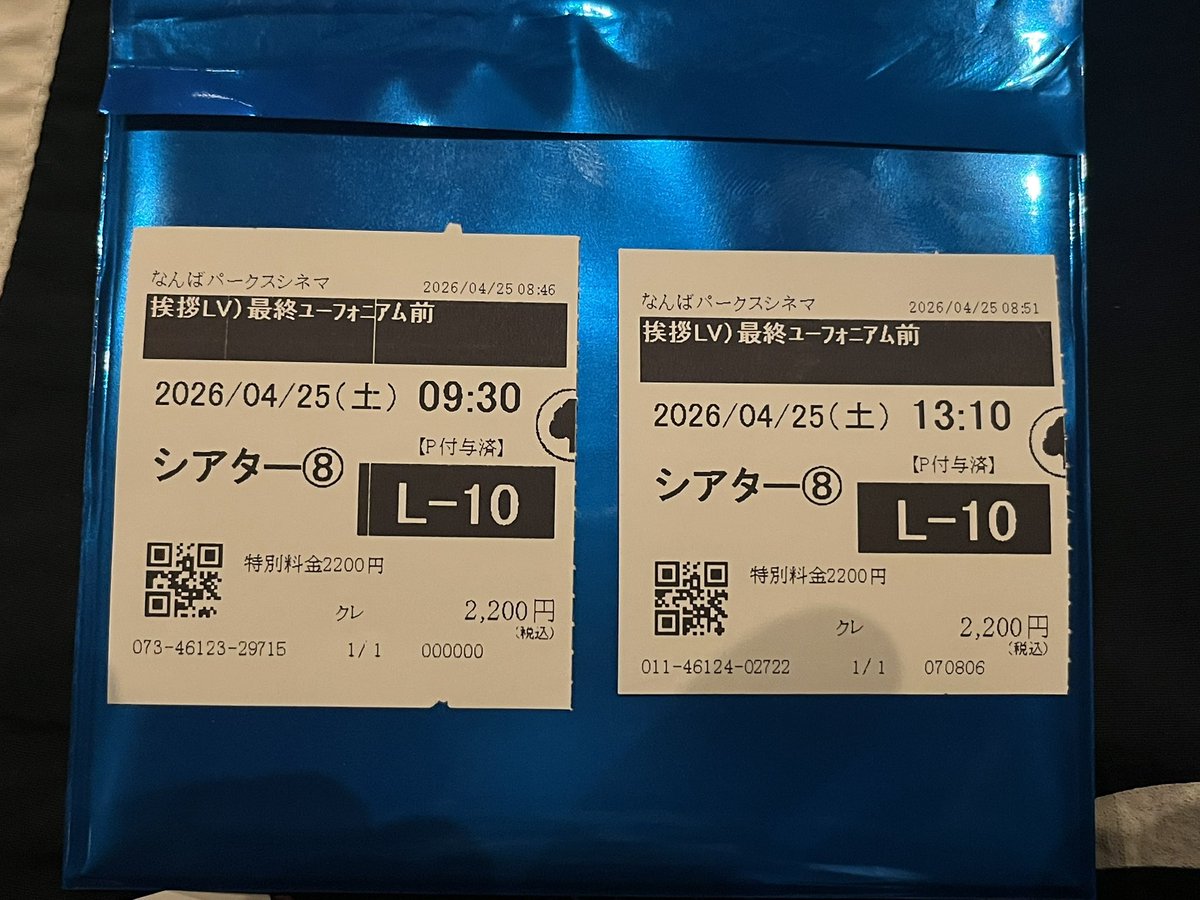 なんばパークスシネマ
2026/04/25 08:46
挨拶LV)最終ユーフォニアム前
2026/04/25(土) 09:30
【P付与済】
シアター⑧
L-10
特別料金2200円
クレ 2,200円
(税込)
073-46123-29715 1/1 000000
なんばパークスシネマ
2026/04/25 08:51
挨拶LV)最終ユーフォニアム前
2026/04/25(土) 13:10
【P付与済】
シアター⑧
L-10
特別料金2200円
クレ 2,200円
(税込)
011-46124-02722 1/1 070806